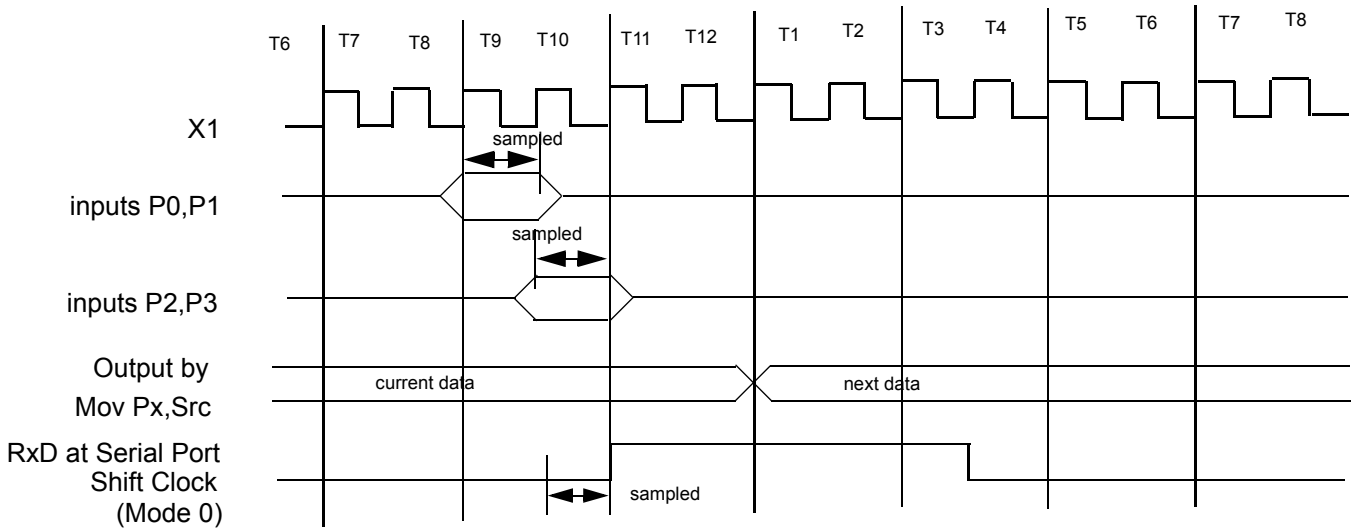 T6 T7 T8 T9 T10 T11 T12 T1 T2 T3 T4 T5 T6 T7 T8
X1
sampled
inputs P0,P1
sampled
inputs P2,P3
Output by
Mov Px,Src
current data
next data
RxD at Serial Port
Shift Clock
(Mode 0)
sampled